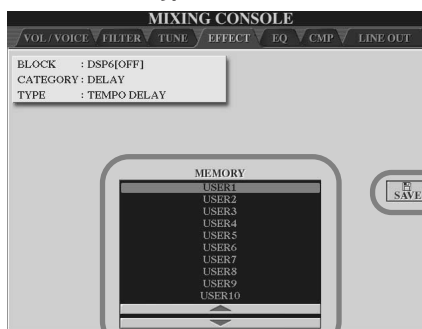 MIXING CONSOLE
VOL/VOICE FILTER TUNE EFFECT EQ CMP LINE OUT
BLOCK : DSP6[OFF]
CATEGORY : DELAY
TYPE : TEMPO DELAY
MEMORY
USER1
USER2
USER3
USER4
USER5
USER6
USER7
USER8
USER9
USER10
SAVE